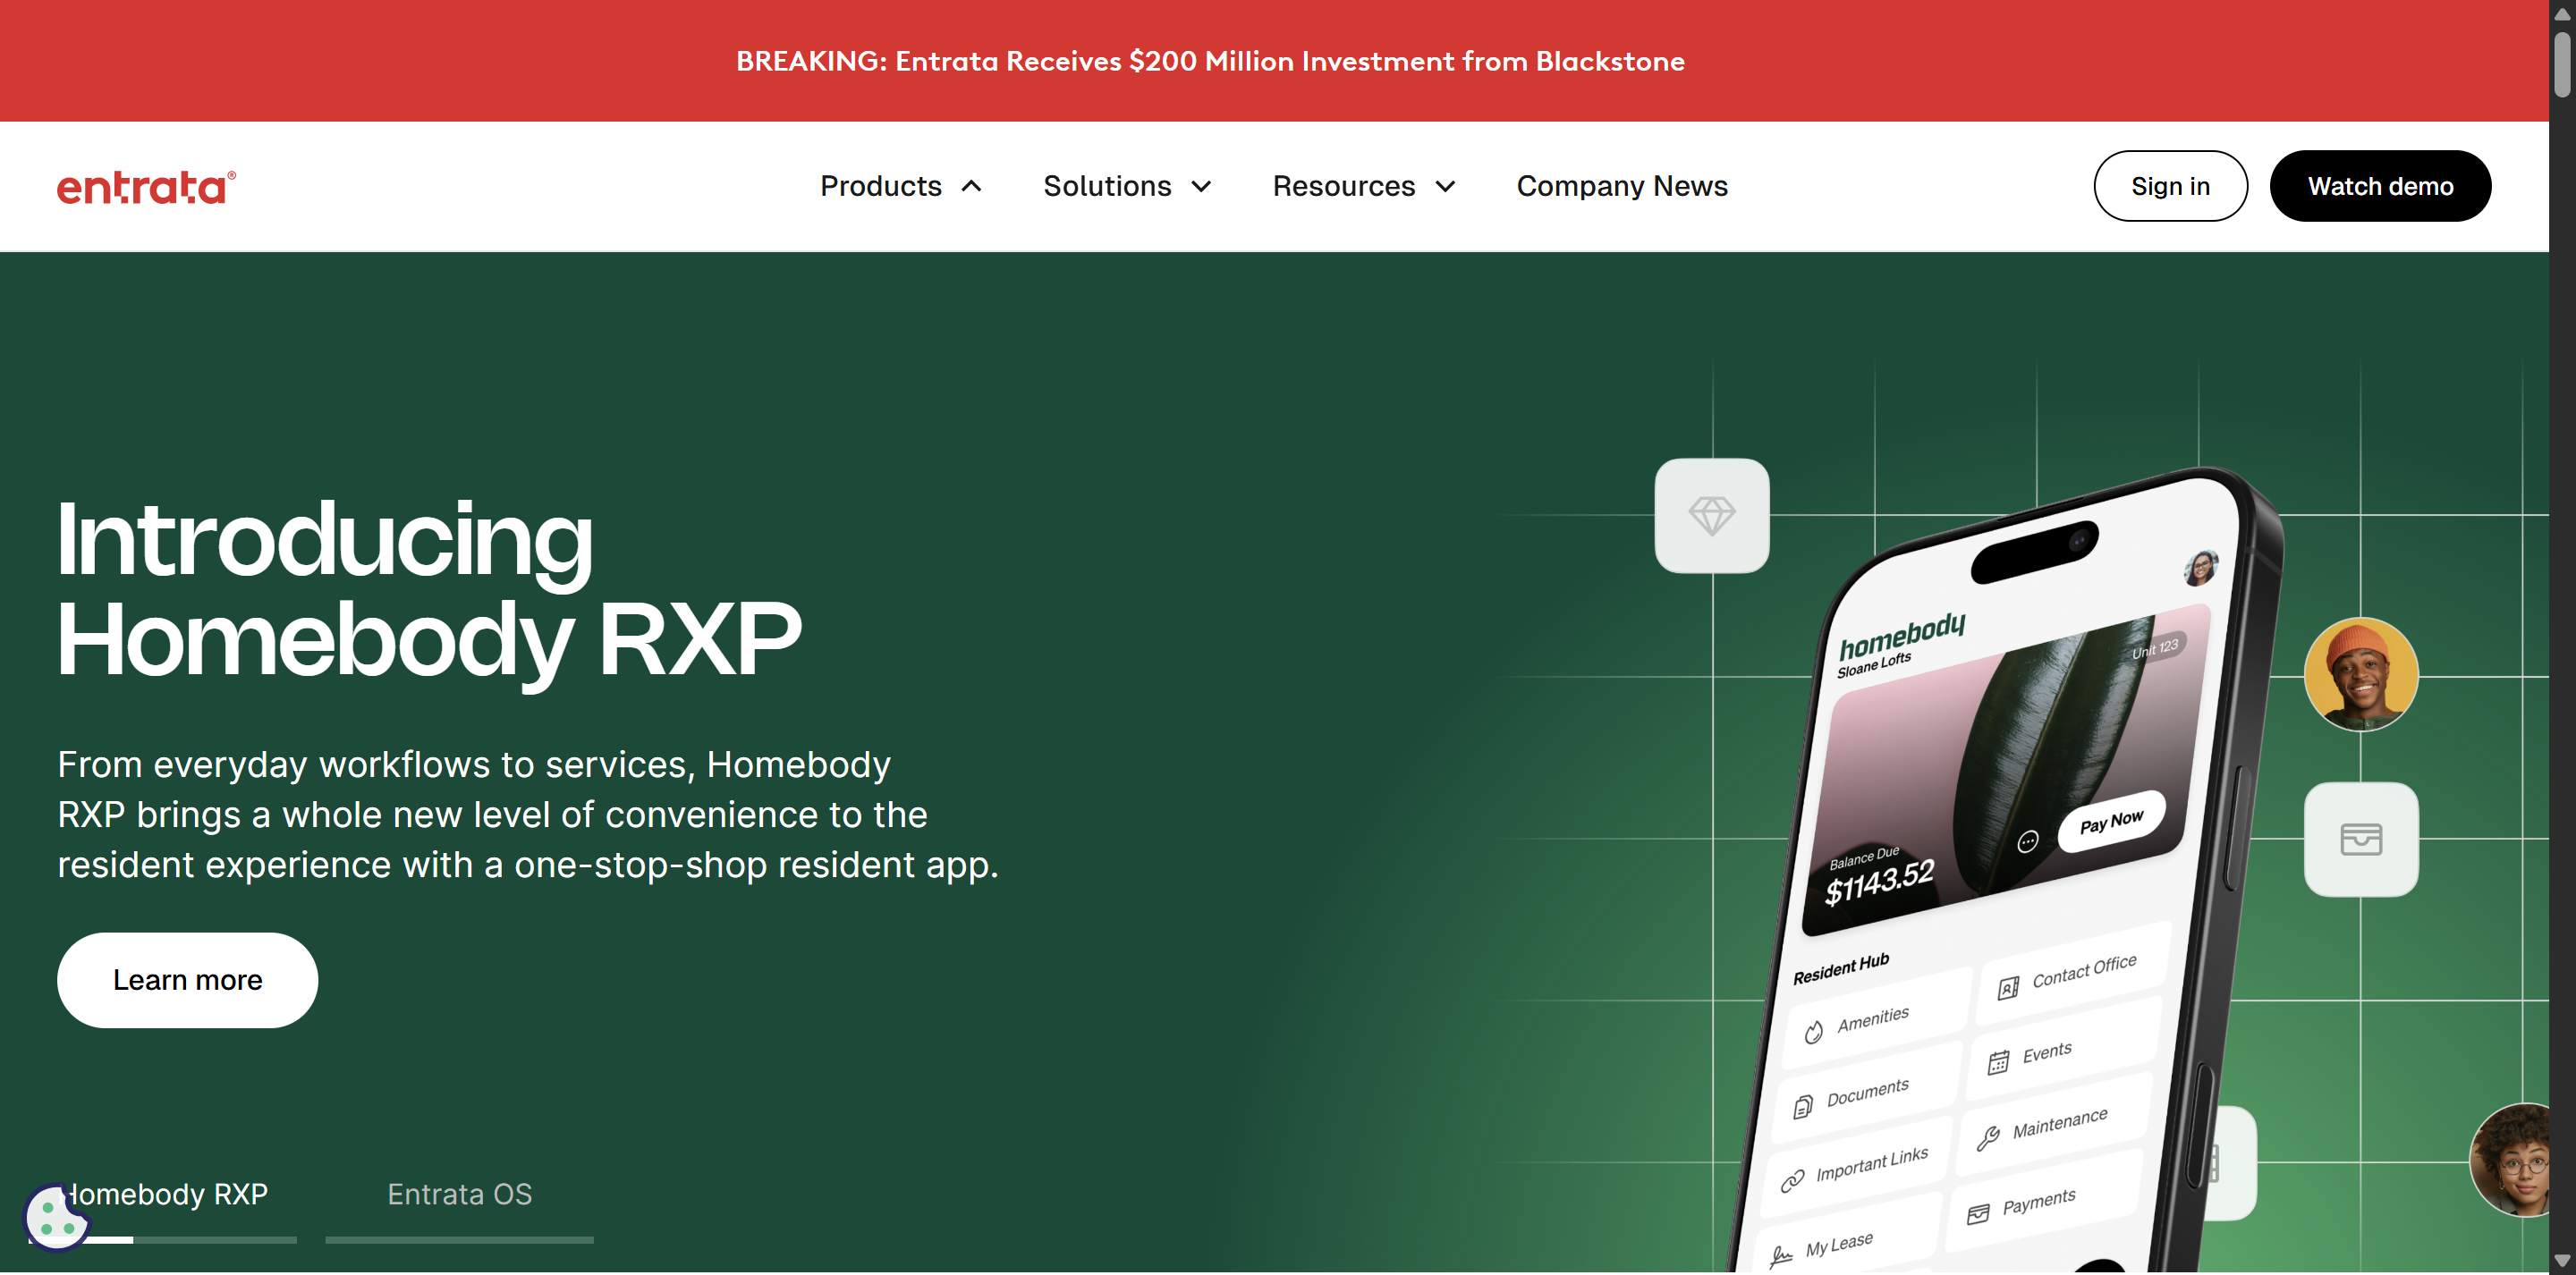 BREAKING: Entrata Receives $200 Million Investment from Blackstone
entrata®
Products
Solutions
Resources
Company News
Sign in
Watch demo
Introducing
Homebody RXP
From everyday workflows to services, Homebody
RXP brings a whole new level of convenience to the
resident experience with a one-stop-shop resident app.
Learn more
Homebody RXP
Entrata OS
homebody
Sloane Lofts
Unit 123
Balance Due
$1143.52
Pay Now
Resident Hub
Amenities
Contact Office
Documents
Events
Important Links
Maintenance
My Lease
Payments